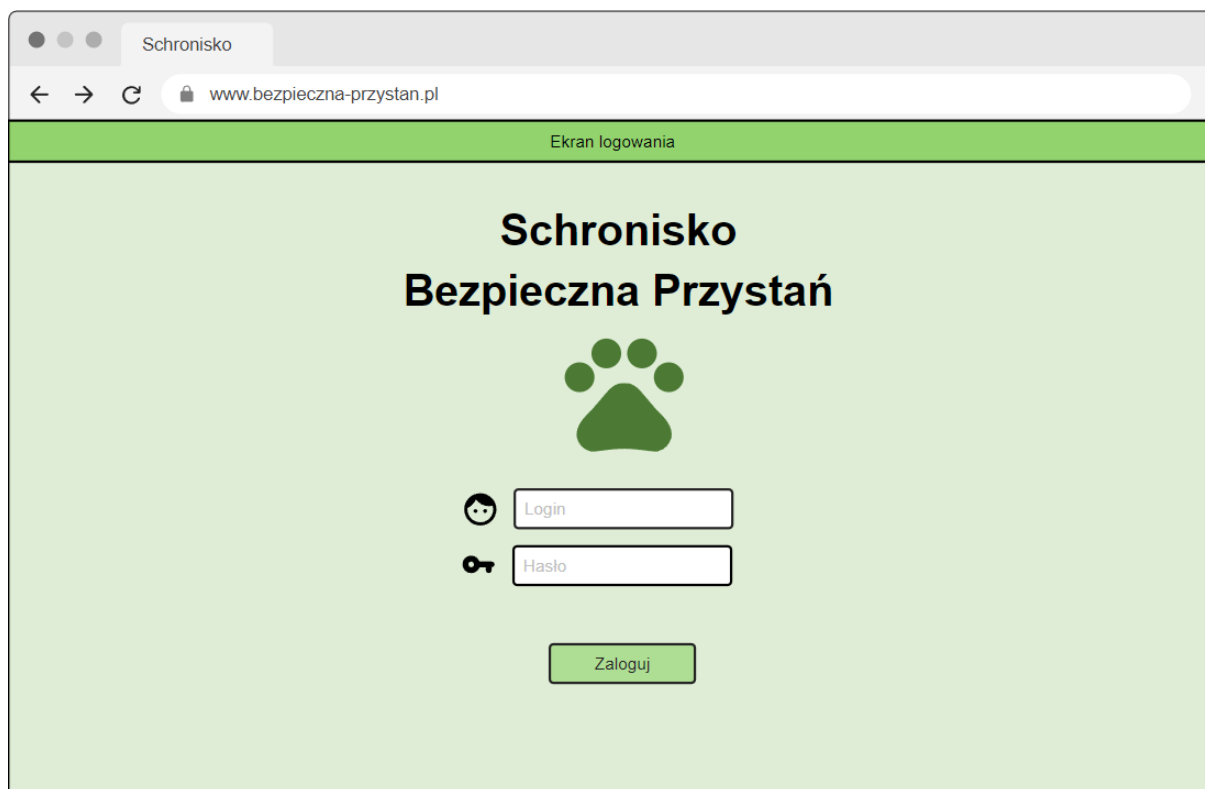 Schronisko
www.bezpieczna-przystan.pl
Ekran logowania
Schronisko
Bezpieczna Przystań
Login
Hasło
Zaloguj